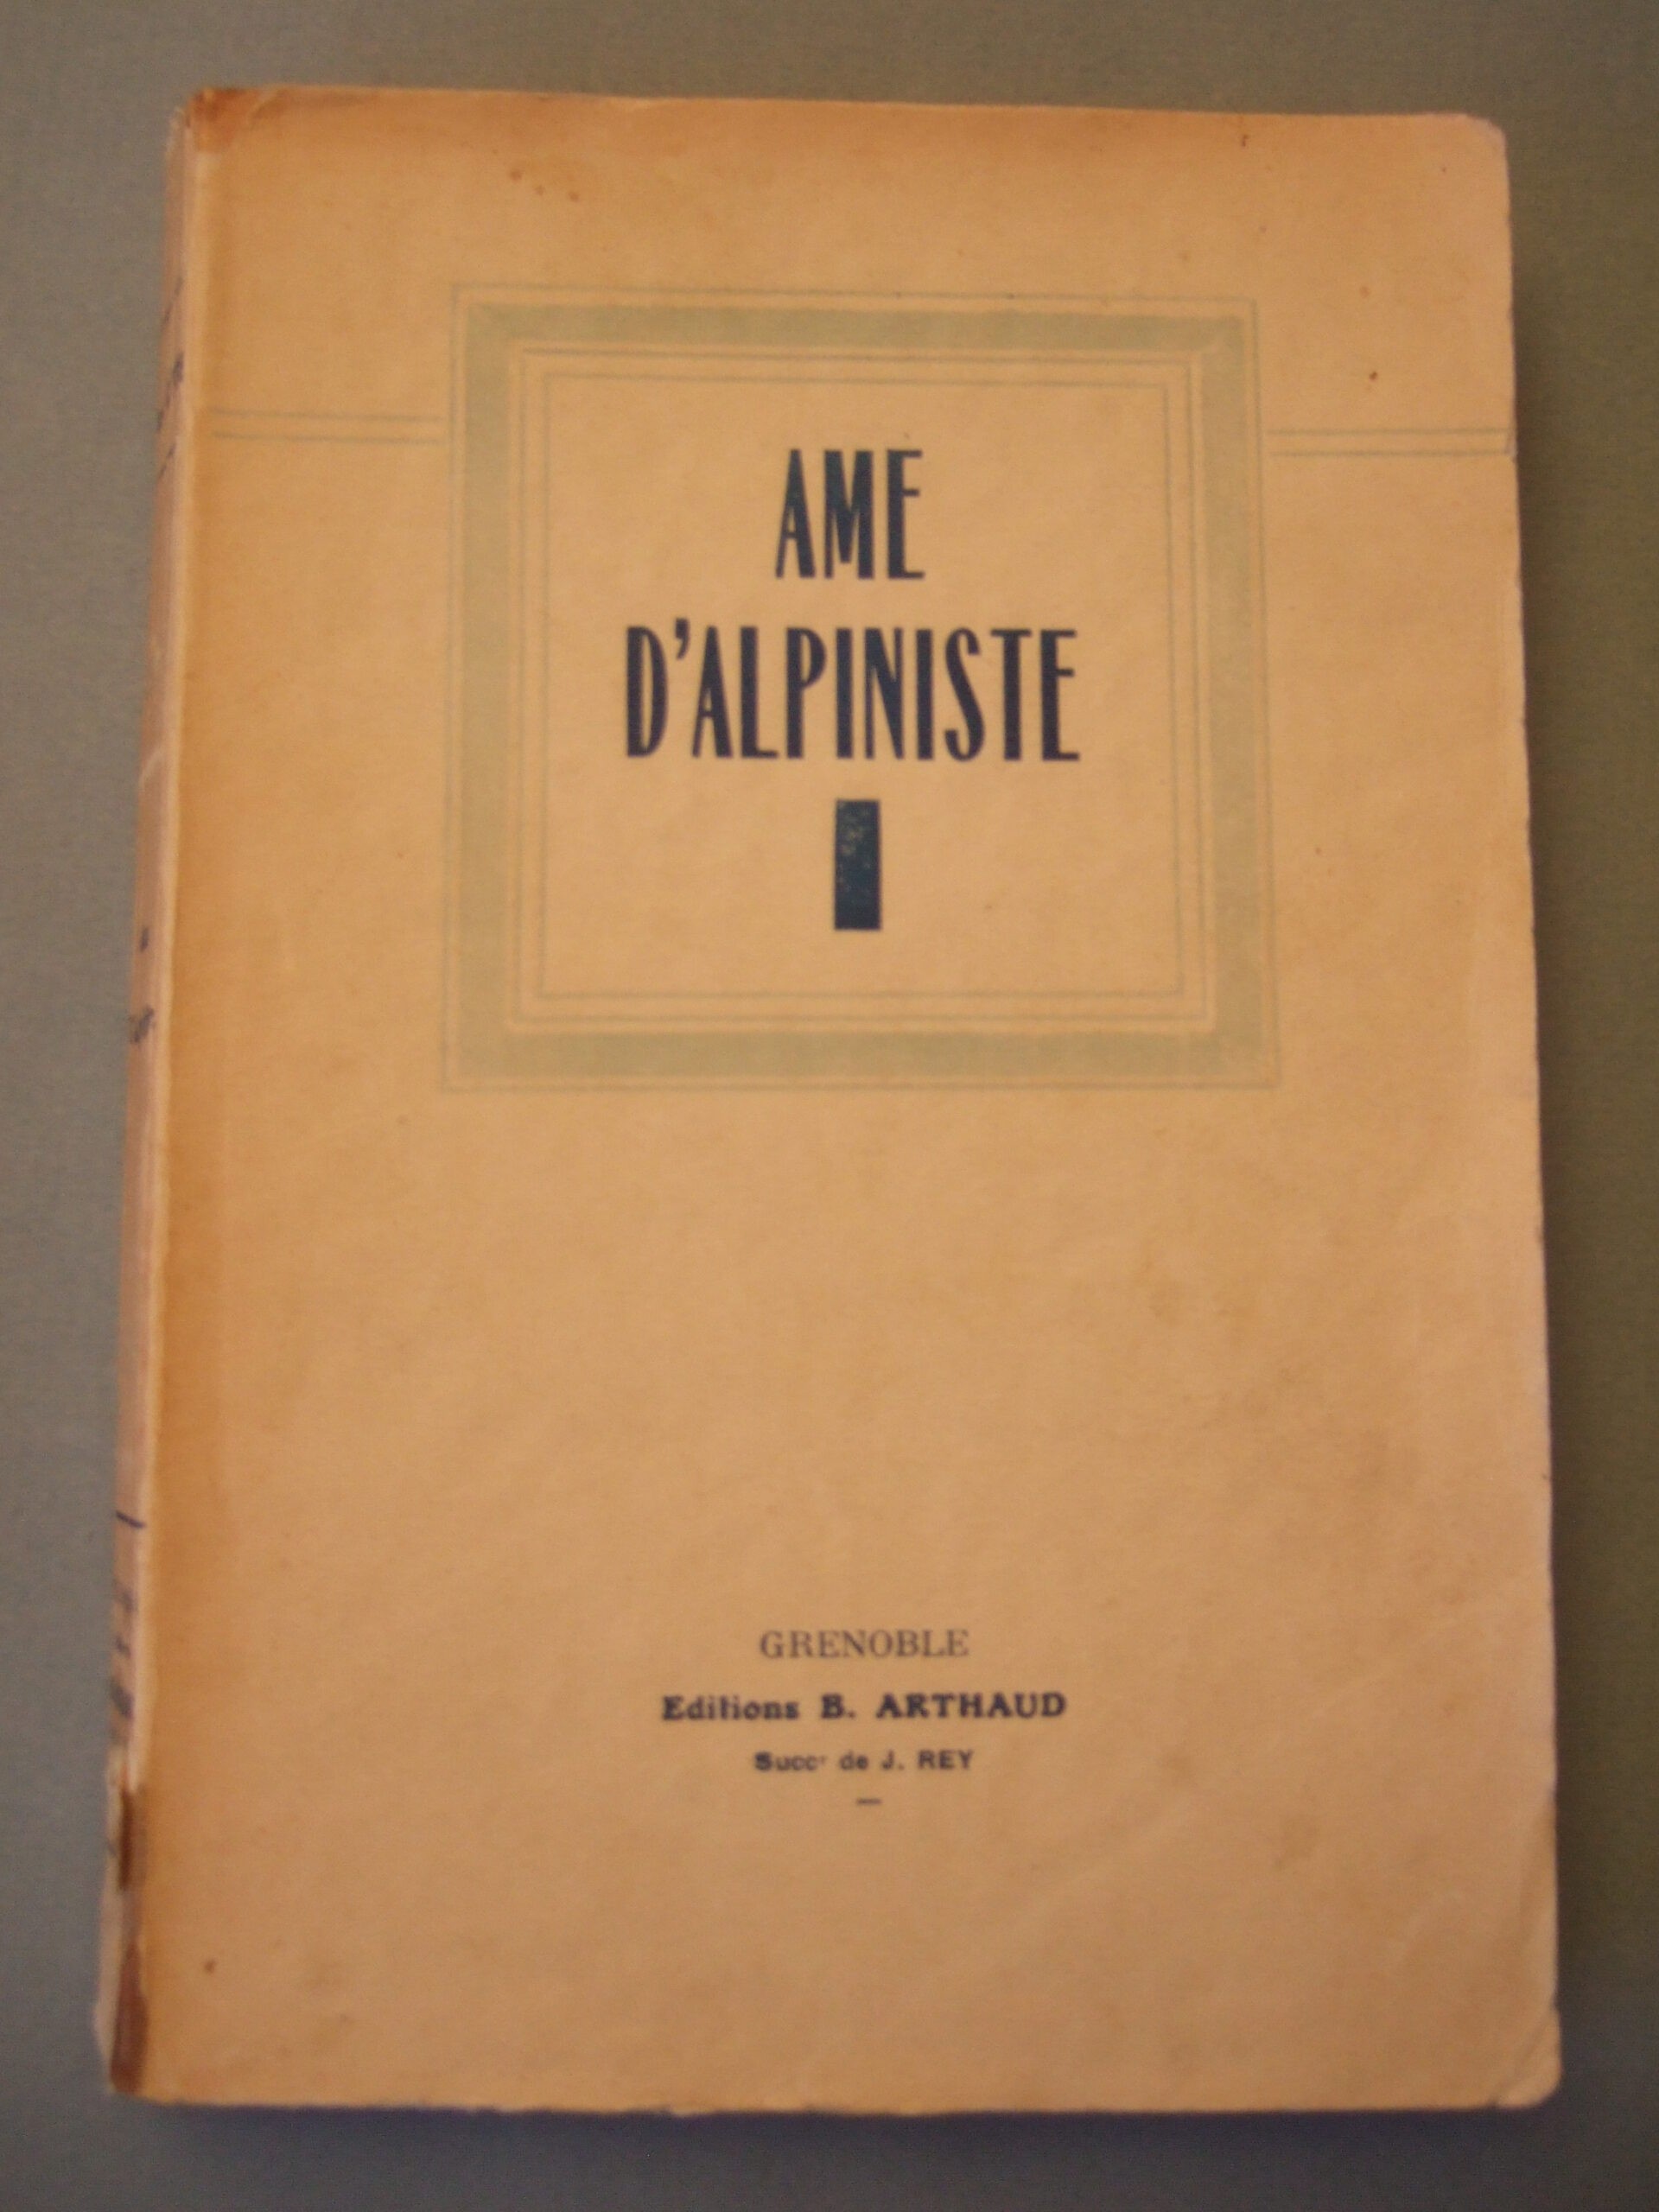 AME
D'ALPINISTE
GRENOBLE
Editions B. ARTHAUD
Succr de J. REY